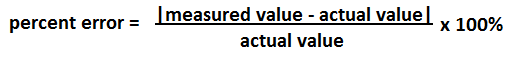 percent error = |measured value - actual value| x 100%
actual value